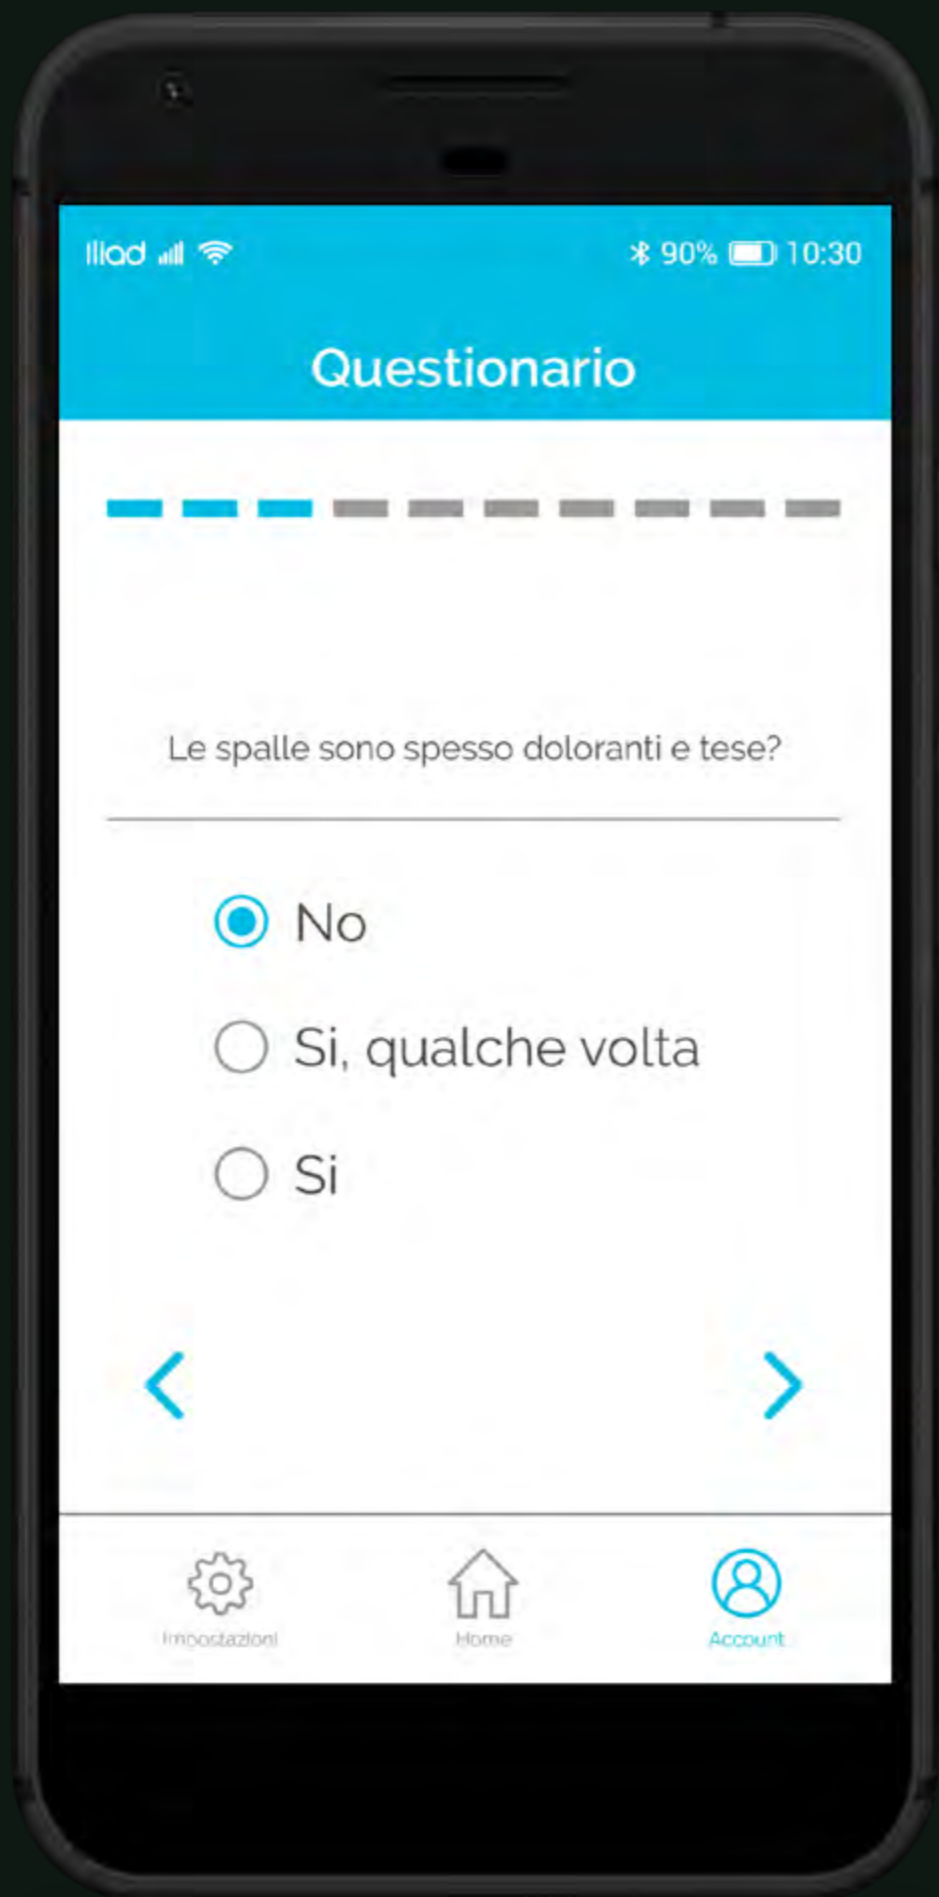 Iliad 90% 10:30
Questionario
Le spalle sono spesso doloranti e tese?
No
Si, qualche volta
Si
Impostazioni Home Account